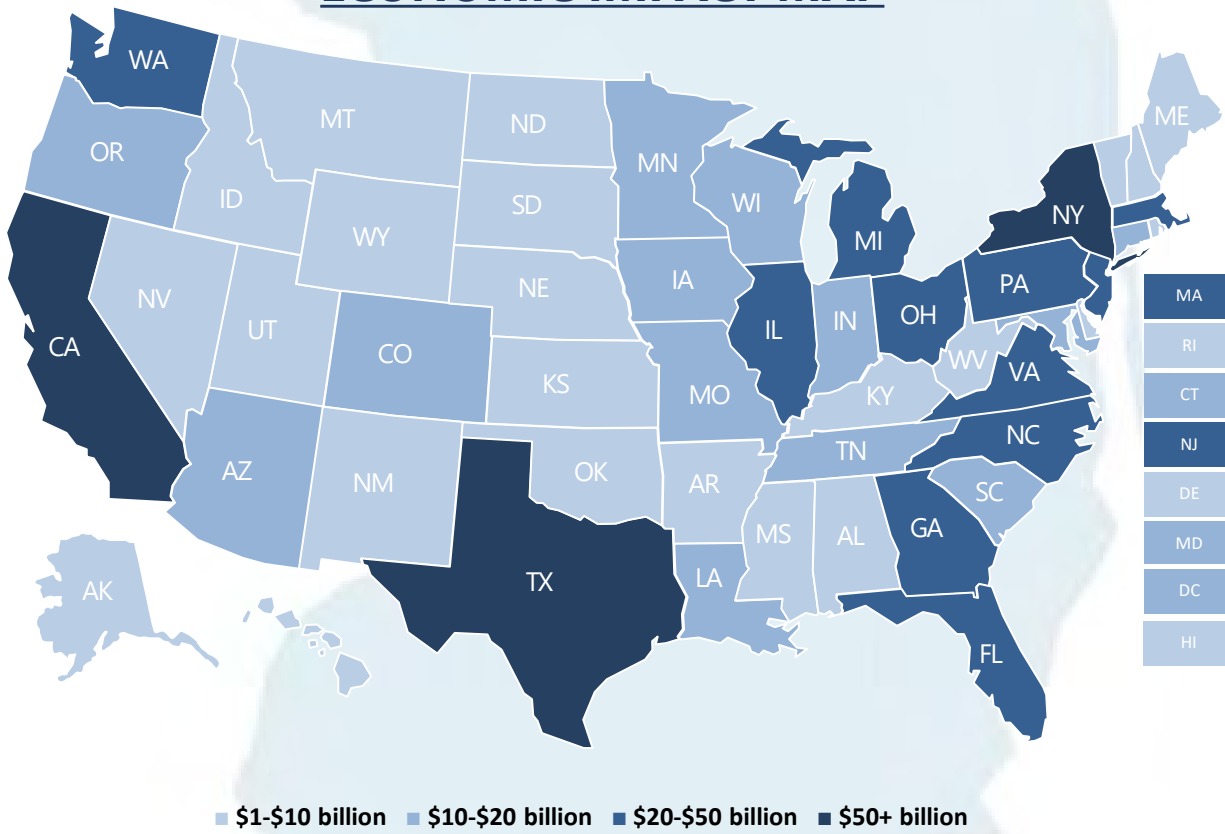 WA
MT
ND
ME
OR
MN
ID
SD
WI
NY
WY
MI
NE
IA
PA
NV
UT
IL
IN
OH
CA
CO
WV
VA
KS
MO
KY
NC
AZ
NM
OK
TN
AR
SC
MS
AL
GA
TX
LA
AK
FL
MA
RI
CT
NJ
DE
MD
DC
HI
$1-$10 billion $10-$20 billion $20-$50 billion $50+ billion